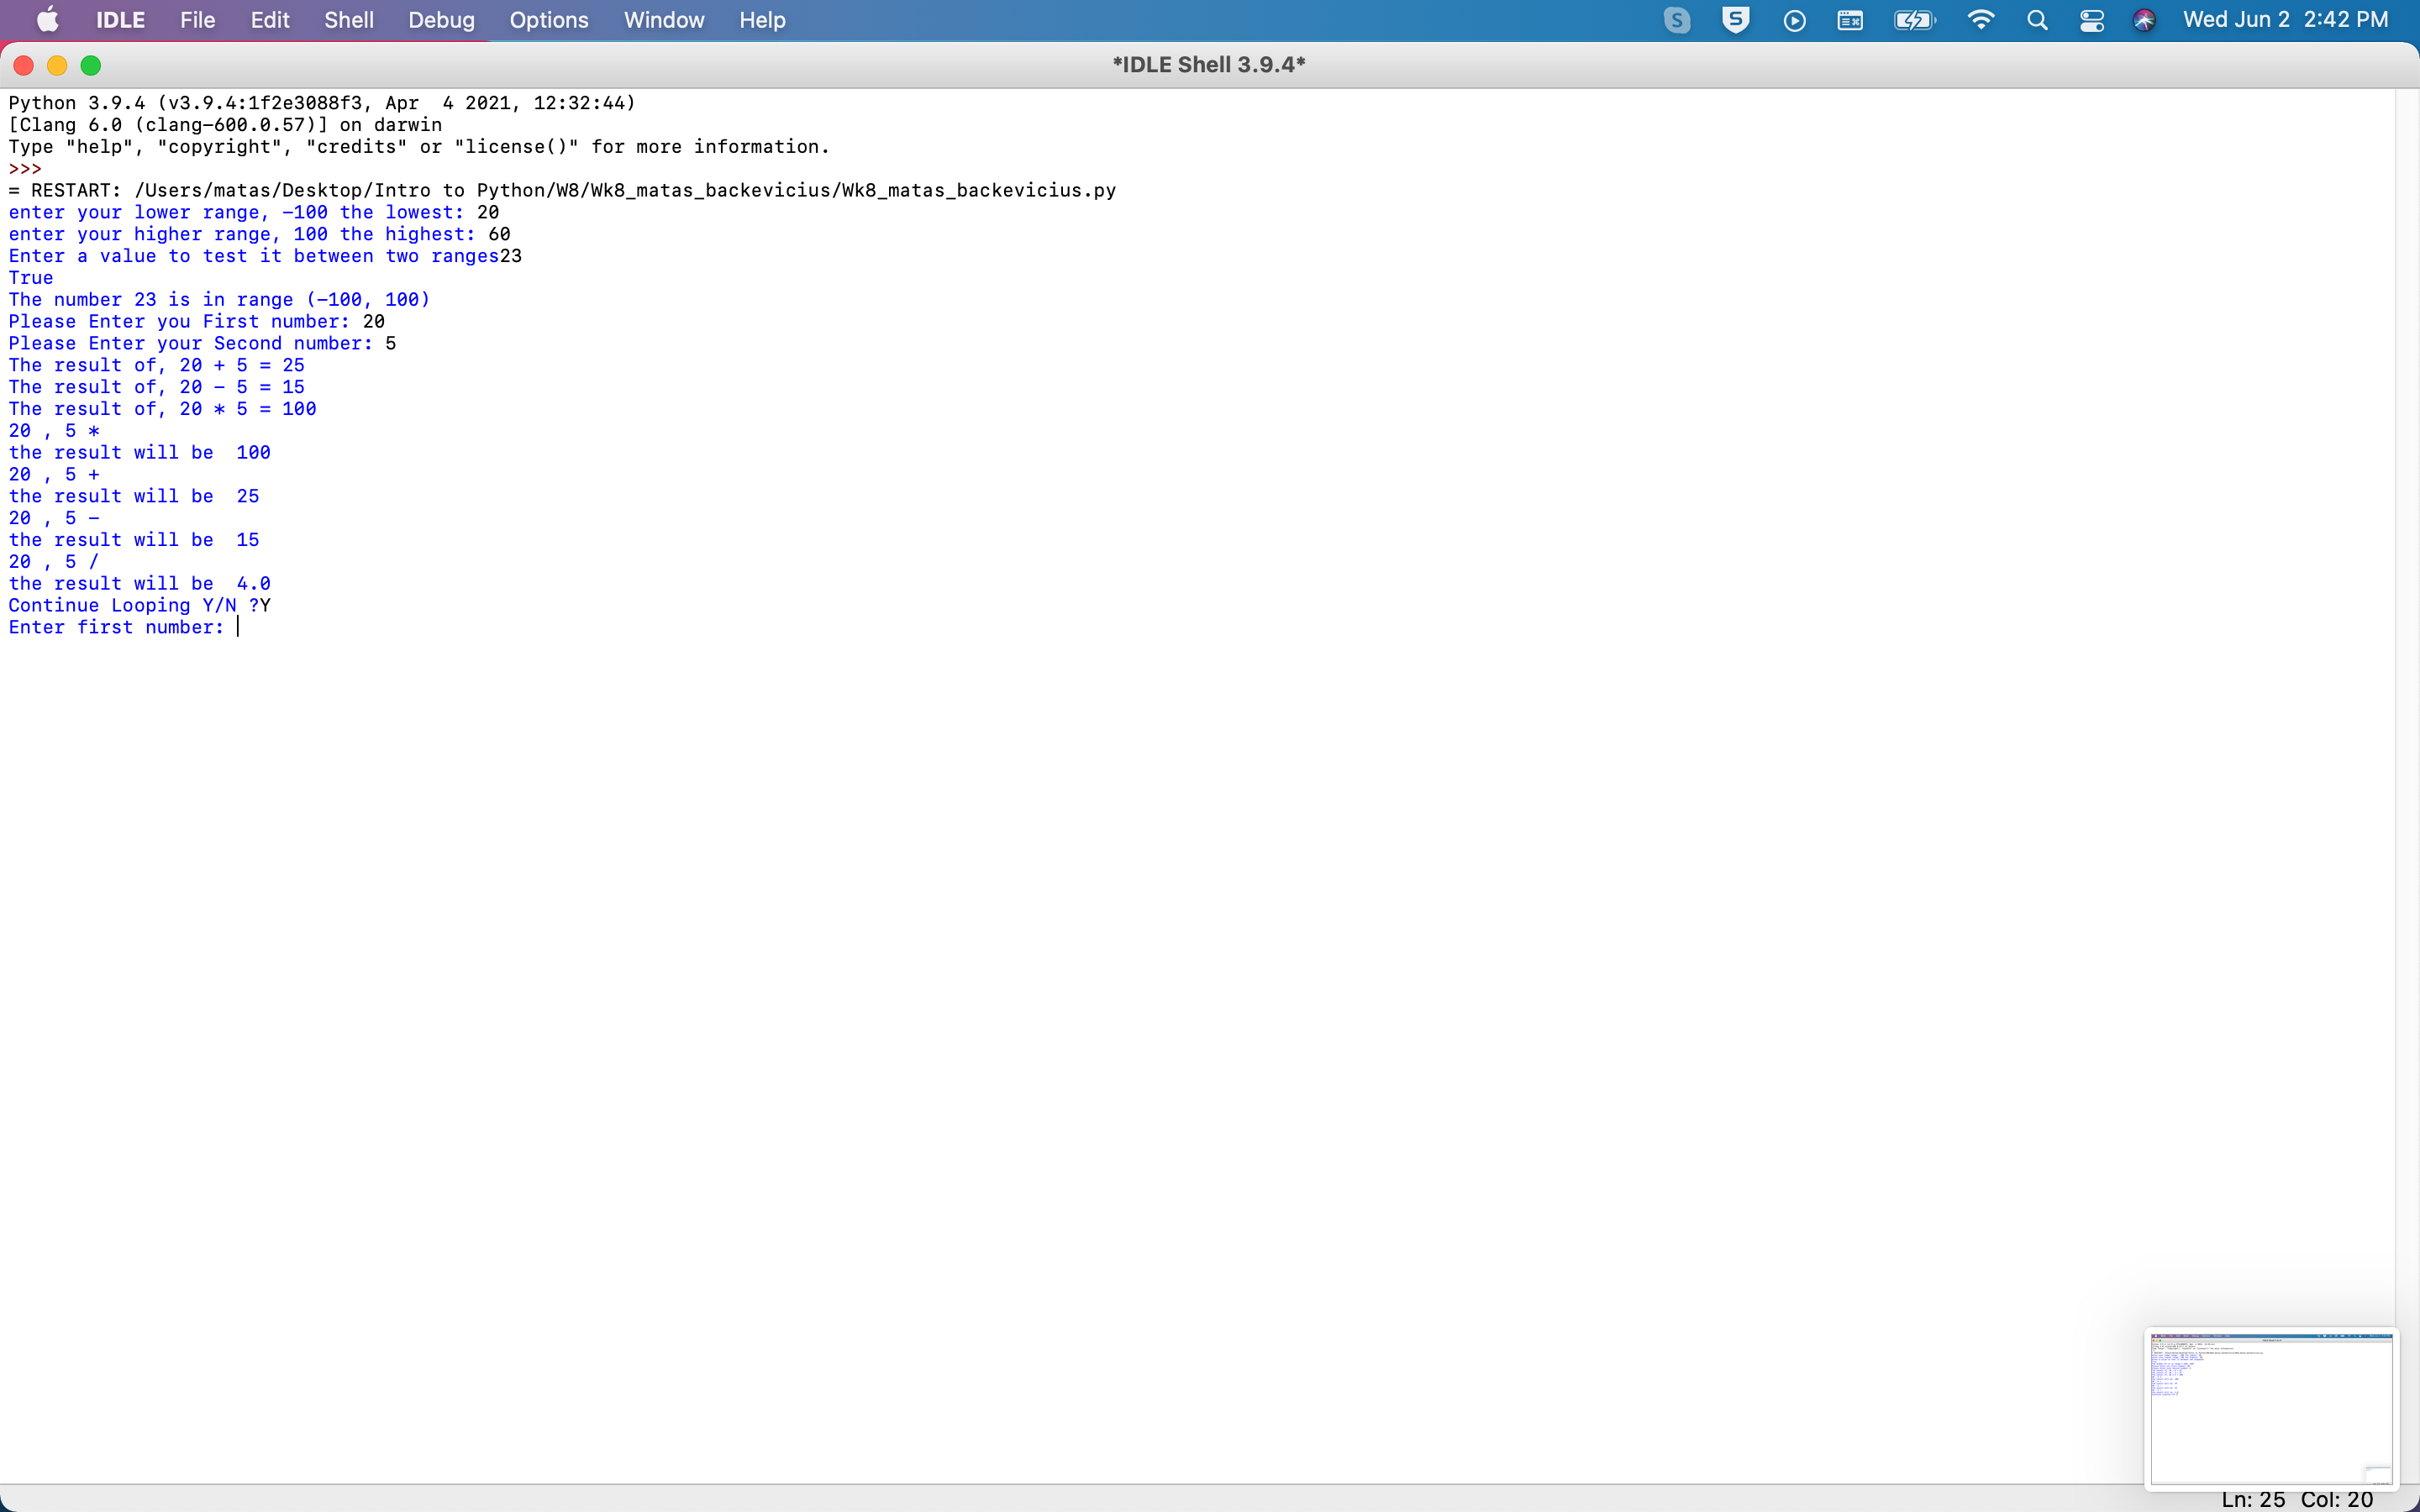 IDLE File Edit Shell Debug Options Window Help S S Wed Jun 2 2:42 PM
*IDLE Shell 3.9.4*
Python 3.9.4 (v3.9.4:1f2e3088f3, Apr  4 2021, 12:32:44)
[Clang 6.0 (clang-600.0.57)] on darwin
Type "help", "copyright", "credits" or "license()" for more information.
>>>
= RESTART: /Users/matas/Desktop/Intro to Python/W8/Wk8_matas_backevicius/Wk8_matas_backevicius.py
enter your lower range, -100 the lowest: 20
enter your higher range, 100 the highest: 60
Enter a value to test it between two ranges23
True
The number 23 is in range (-100, 100)
Please Enter you First number: 20
Please Enter your Second number: 5
The result of, 20 + 5 = 25
The result of, 20 - 5 = 15
The result of, 20 * 5 = 100
20 , 5 *
the result will be  100
20 , 5 +
the result will be  25
20 , 5 -
the result will be  15
20 , 5 /
the result will be  4.0
Continue Looping Y/N ?Y
Enter first number:
Ln: 25 Col: 20